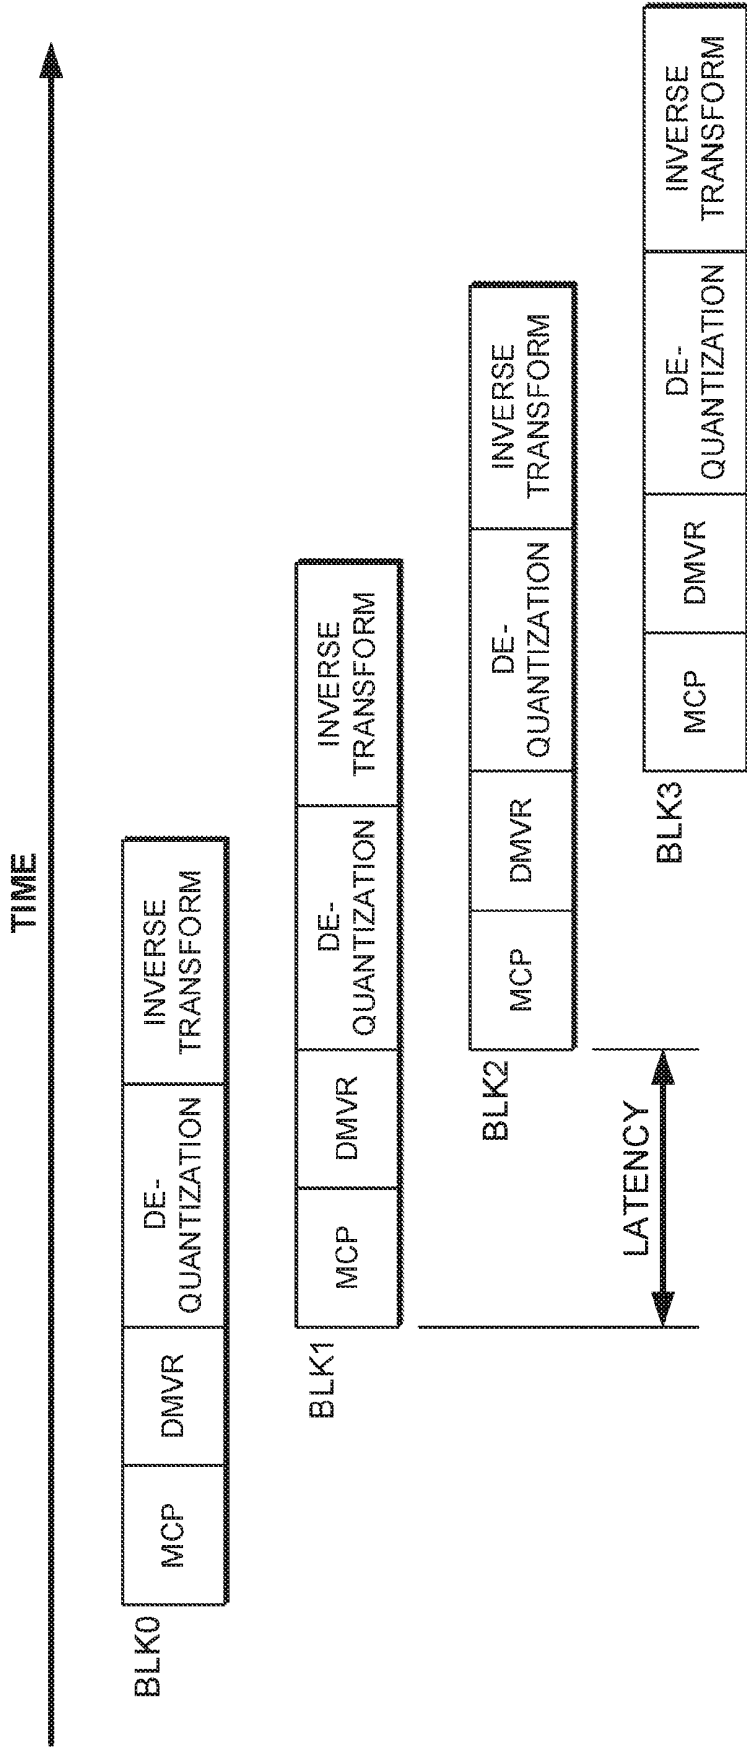 TIME
BLK0
MCP
DMVR
DE-
QUANTIZATION
INVERSE
TRANSFORM
BLK1
MCP
DMVR
DE-
QUANTIZATION
INVERSE
TRANSFORM
BLK2
MCP
DMVR
DE-
QUANTIZATION
INVERSE
TRANSFORM
LATENCY
BLK3
MCP
DMVR
DE-
QUANTIZATION
INVERSE
TRANSFORM